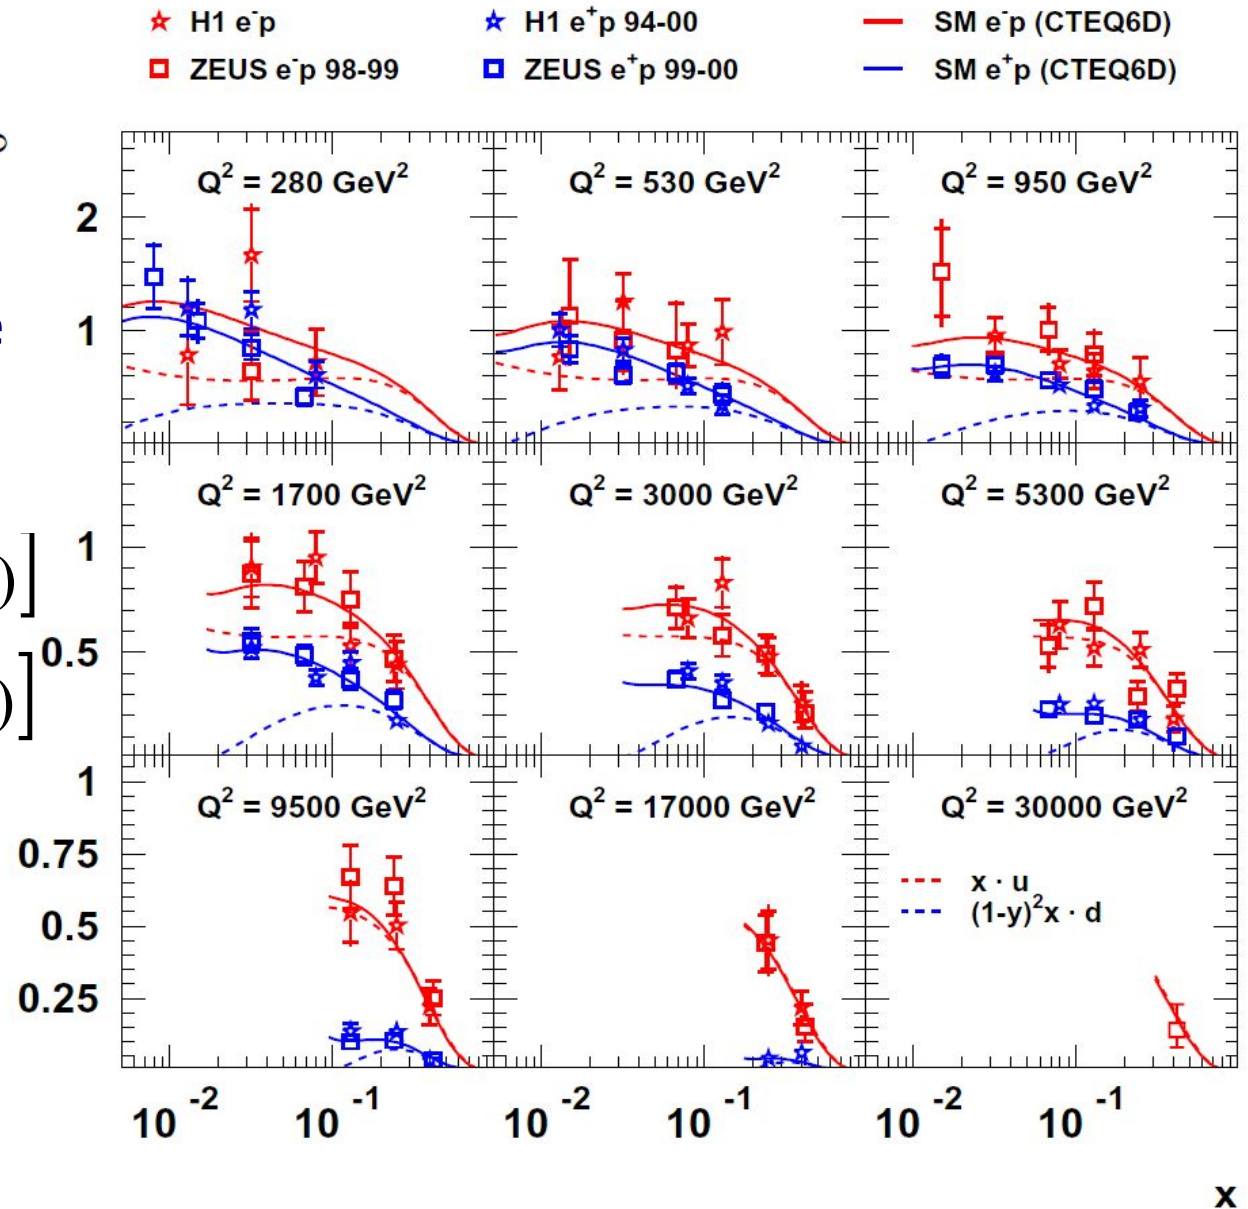 H1 e⁻p H1 e⁺p 94-00 SM e⁻p (CTEQ6D)
ZEUS e⁻p 98-99 ZEUS e⁺p 99-00 SM e⁺p (CTEQ6D)
Q² = 280 GeV² Q² = 530 GeV² Q² = 950 GeV²
2
1
Q² = 1700 GeV² Q² = 3000 GeV² Q² = 5300 GeV²
1
)]
0.5
)]
1
Q² = 9500 GeV² Q² = 17000 GeV² Q² = 30000 GeV²
0.75
x · u
(1-y)²x · d
0.5
0.25
10⁻² 10⁻¹ 10⁻² 10⁻¹ 10⁻² 10⁻¹
x